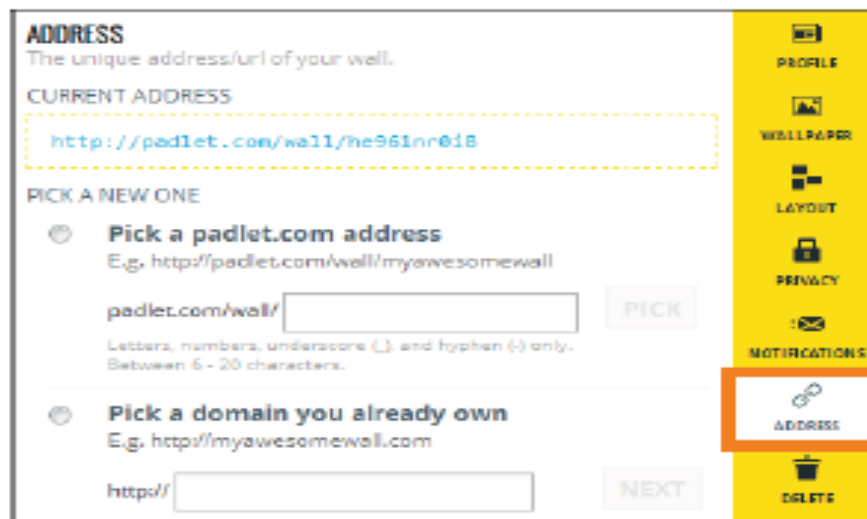 ADDRESS
The unique address/url of your wall.
CURRENT ADDRESS
http://padlet.com/wall/he961nr0i8
PICK A NEW ONE
Pick a padlet.com address
E.g. http://padlet.com/wall/myawesomewall
padlet.com/wall/
PICK
Letters, numbers, underscore (_), and hyphen (-) only.
Between 6 - 20 characters.
Pick a domain you already own
E.g. http://myawesomewall.com
http://
NEXT
PROFILE
WALLPAPER
LAYOUT
PRIVACY
NOTIFICATIONS
ADDRESS
DELETE